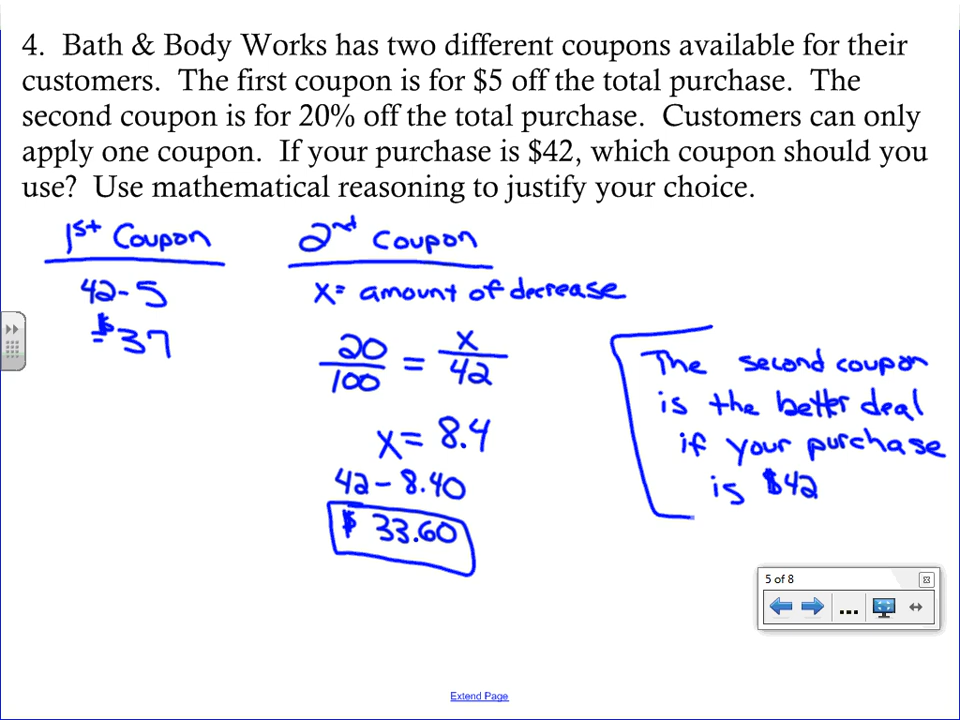 4. Bath & Body Works has two different coupons available for their
customers. The first coupon is for $5 off the total purchase. The
second coupon is for 20% off the total purchase. Customers can only
apply one coupon. If your purchase is $42, which coupon should you
use? Use mathematical reasoning to justify your choice.
1st Coupon
42-5
=$37
2nd coupon
x= amount of decrease
20/100 = x/42
x= 8.4
42 - 8.40
$ 33.60
The second coupon
is the better deal
if your purchase
is $42
5 of 8
...
Extend Page